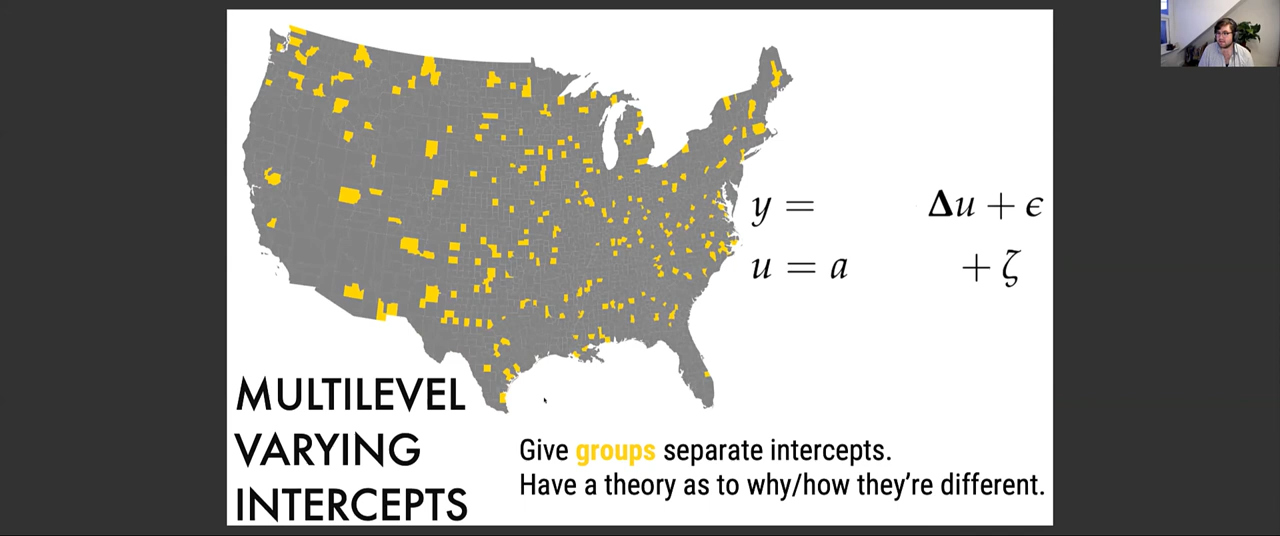 y = Δu + ϵ
u = a + ζ
MULTILEVEL
VARYING
INTERCEPTS
Give groups separate intercepts.
Have a theory as to why/how they’re different.